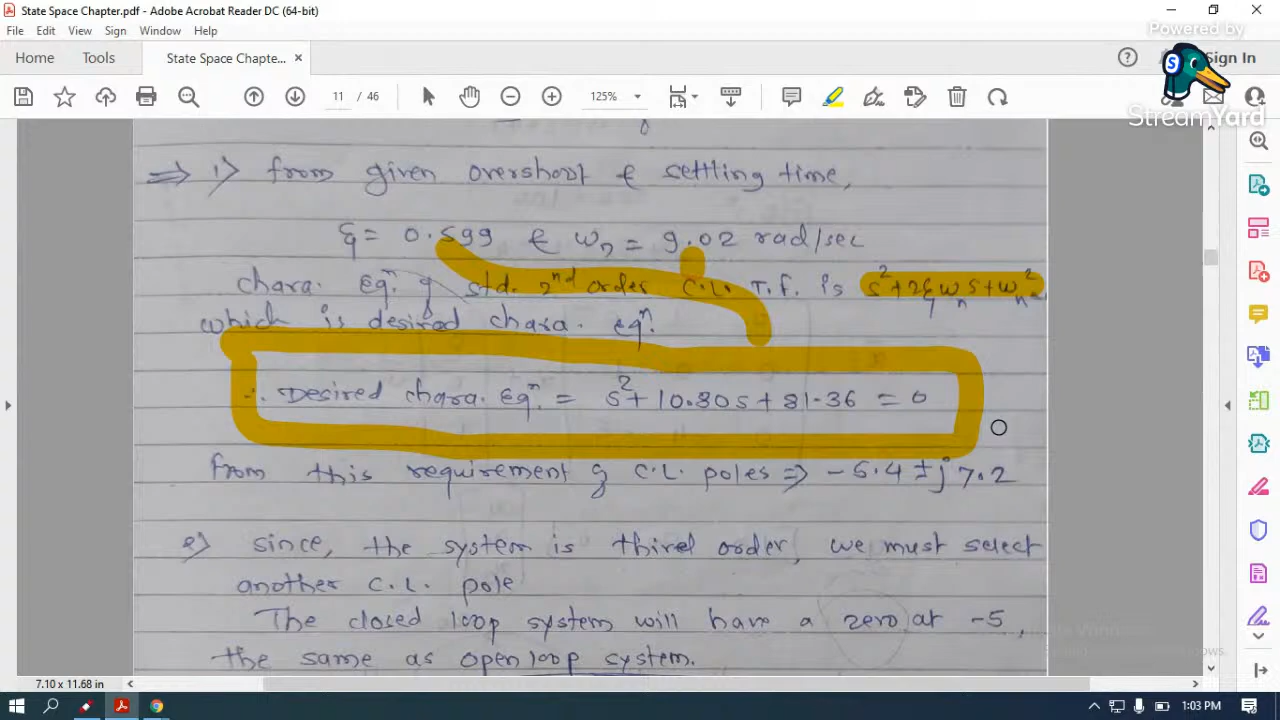 State Space Chapter.pdf - Adobe Acrobat Reader DC (64-bit)
File Edit View Sign Window Help
Powered by
StreamYard
Home Tools State Space Chapte... × Sign In
11 / 46 125%
⇒ 1) from given overshoot & settling time,
ξ = 0.599 & ωn = 9.02 rad/sec
chara. Eqⁿ. of std. 2nd order C.L. T.F. is s² + 2ξωn s + ωn²
which is desired chara. eqⁿ.
∴ Desired chara. Eqⁿ. = s² + 10.80s + 81.36 = 0
from this requirement of C.L. poles ⇒ -5.4 ± j 7.2
2) since, the system is third order, we must select
another C.L. pole
The closed loop system will have a zero at -5,
the same as open loop system.
7.10 x 11.68 in
1:03 PM